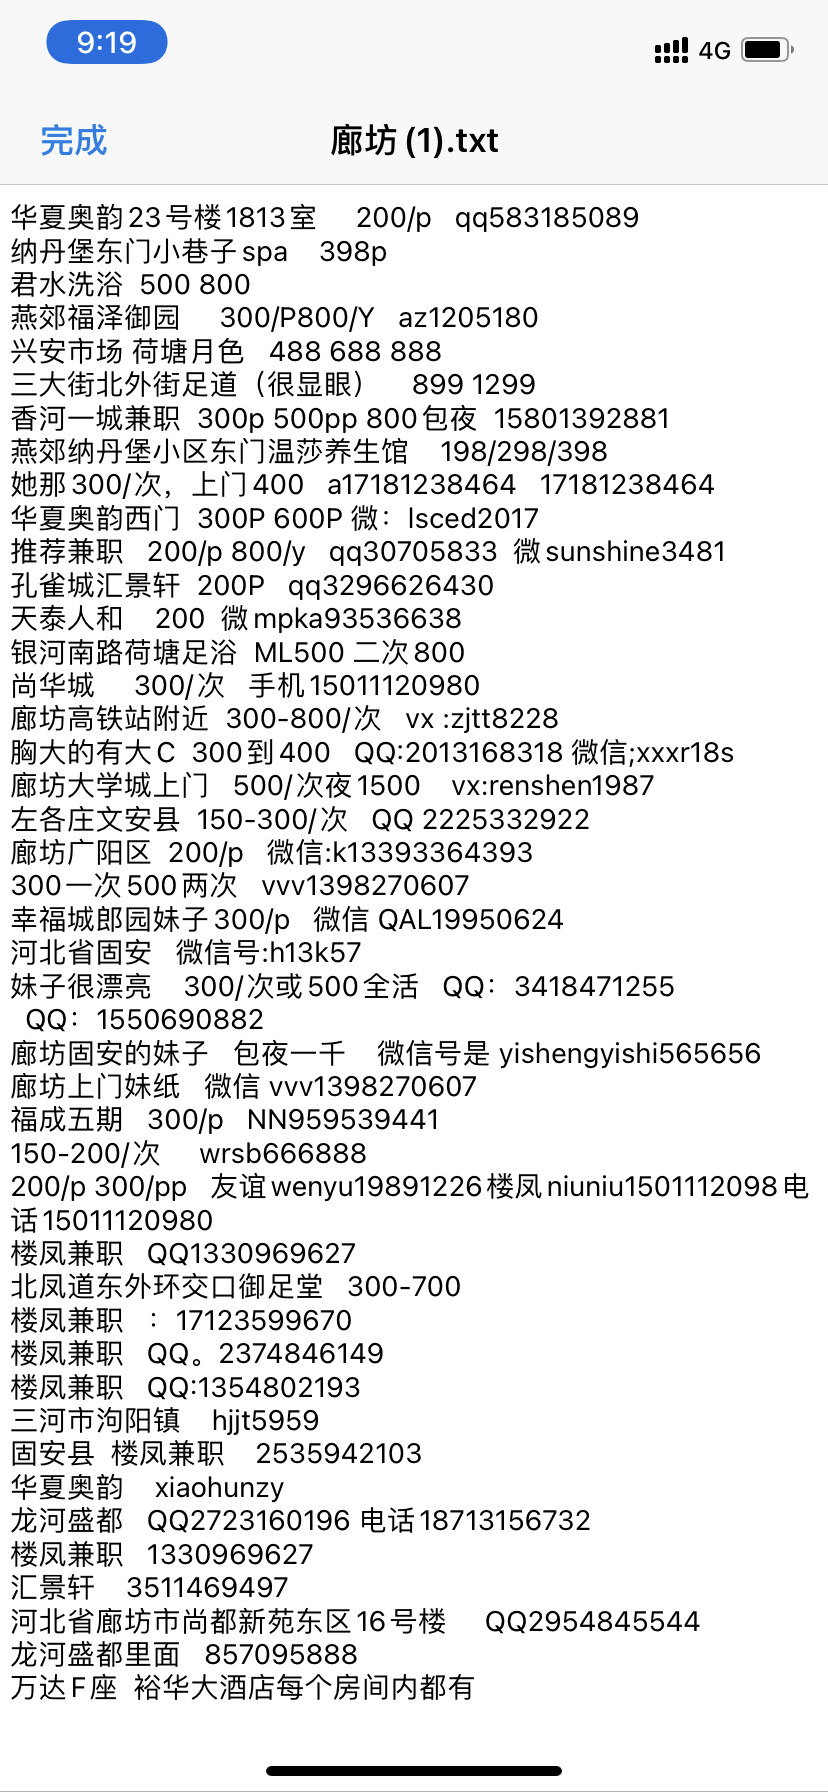 9:19
4G
完成
廊坊 (1).txt
华夏奥韵23号楼1813室 200/p qq583185089
纳丹堡东门小巷子spa 398p
君水洗浴 500 800
燕郊福泽御园 300/P800/Y az1205180
兴安市场 荷塘月色 488 688 888
三大街北外街足道（很显眼） 899 1299
香河一城兼职 300p 500pp 800包夜 15801392881
燕郊纳丹堡小区东门温莎养生馆 198/298/398
她那300/次，上门400 a17181238464 17181238464
华夏奥韵西门 300P 600P 微：lsced2017
推荐兼职 200/p 800/y qq30705833 微sunshine3481
孔雀城汇景轩 200P qq3296626430
天泰人和 200 微mpka93536638
银河南路荷塘足浴 ML500 二次800
尚华城 300/次 手机15011120980
廊坊高铁站附近 300-800/次 vx :zjtt8228
胸大的有大C 300到400 QQ:2013168318 微信;xxxr18s
廊坊大学城上门 500/次夜1500 vx:renshen1987
左各庄文安县 150-300/次 QQ 2225332922
廊坊广阳区 200/p 微信:k13393364393
300一次500两次 vvv1398270607
幸福城郎园妹子300/p 微信 QAL19950624
河北省固安 微信号:h13k57
妹子很漂亮 300/次或500全活 QQ：3418471255
QQ：1550690882
廊坊固安的妹子 包夜一千 微信号是 yishengyishi565656
廊坊上门妹纸 微信 vvv1398270607
福成五期 300/p NN959539441
150-200/次 wrsb666888
200/p 300/pp 友谊wenyu19891226楼凤niuniu1501112098电
话15011120980
楼凤兼职 QQ1330969627
北凤道东外环交口御足堂 300-700
楼凤兼职 ：17123599670
楼凤兼职 QQ。2374846149
楼凤兼职 QQ:1354802193
三河市泃阳镇 hjjt5959
固安县 楼凤兼职 2535942103
华夏奥韵 xiaohunzy
龙河盛都 QQ2723160196 电话18713156732
楼凤兼职 1330969627
汇景轩 3511469497
河北省廊坊市尚都新苑东区16号楼 QQ2954845544
龙河盛都里面 857095888
万达F座 裕华大酒店每个房间内都有